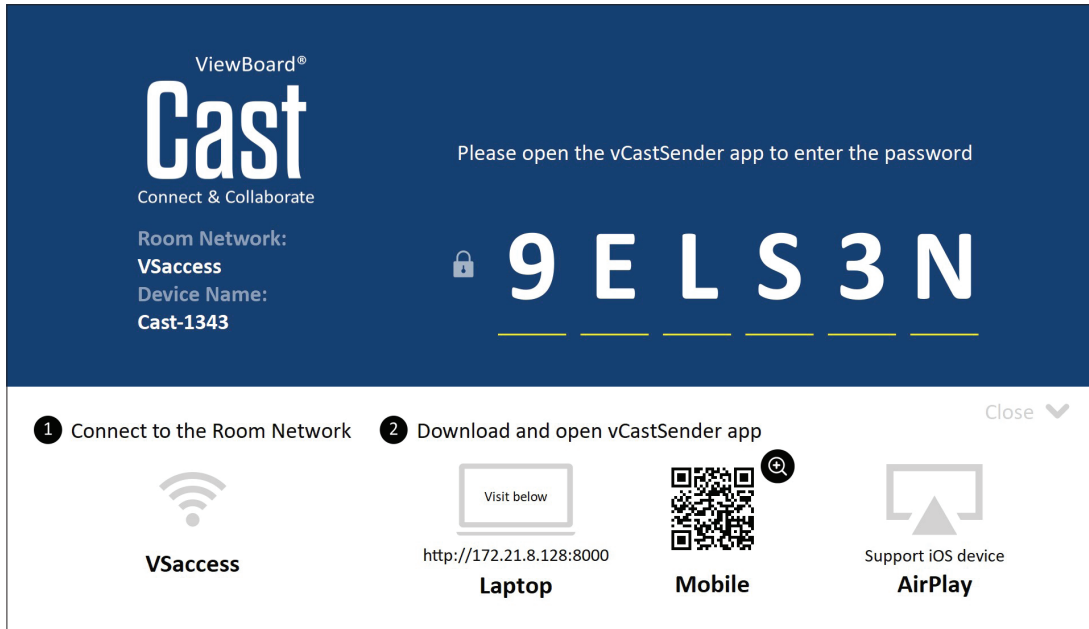 ViewBoard®
Cast
Connect & Collaborate
Room Network:
VSaccess
Device Name:
Cast-1343
Please open the vCastSender app to enter the password
9ELS3N
Close
1 Connect to the Room Network
VSaccess
2 Download and open vCastSender app
Visit below
http://172.21.8.128:8000
Laptop
Mobile
Support iOS device
AirPlay